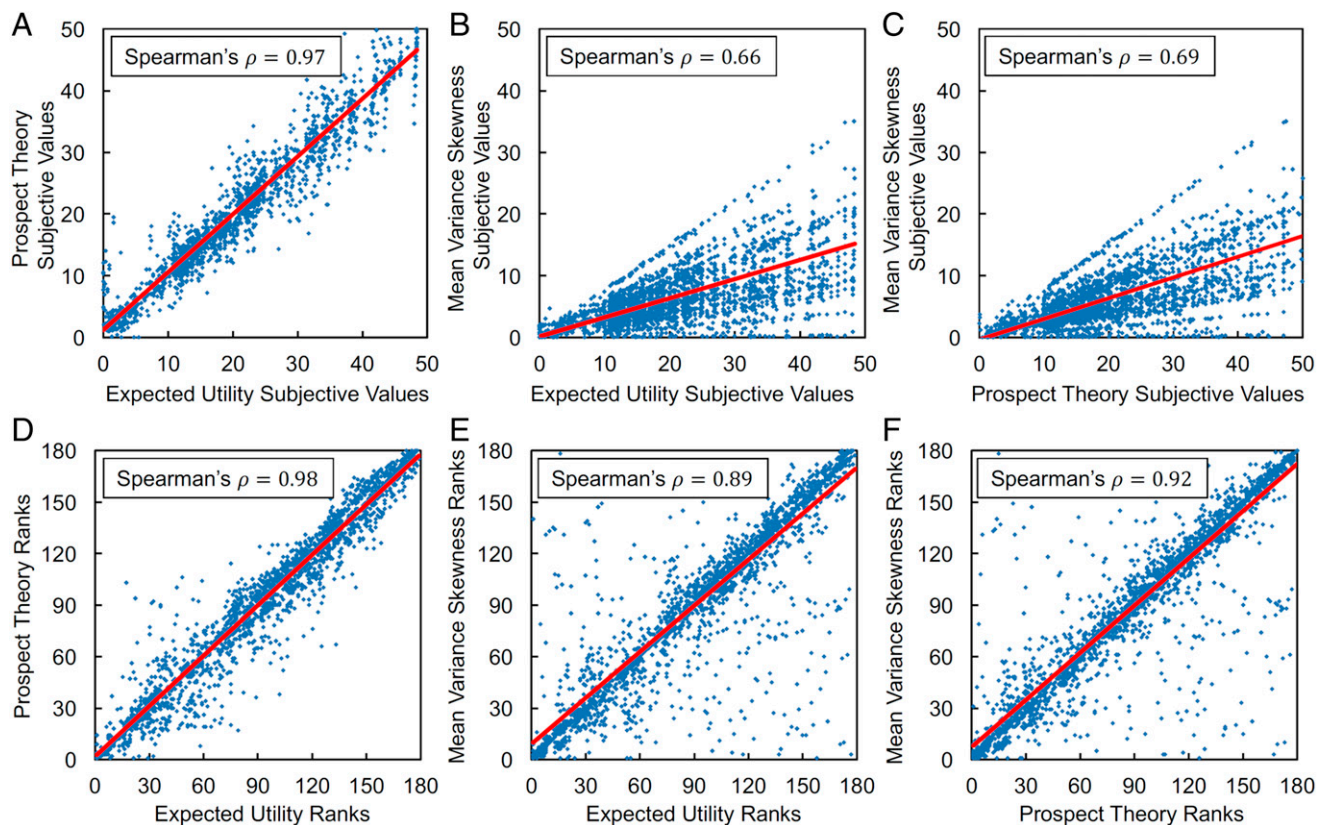 A
Spearman's ρ = 0.97
Prospect Theory
Subjective Values
50
40
30
20
10
0
0 10 20 30 40 50
Expected Utility Subjective Values
B
Spearman's ρ = 0.66
Mean Variance Skewness
Subjective Values
50
40
30
20
10
0
0 10 20 30 40 50
Expected Utility Subjective Values
C
Spearman's ρ = 0.69
Mean Variance Skewness
Subjective Values
50
40
30
20
10
0
0 10 20 30 40 50
Prospect Theory Subjective Values
D
Spearman's ρ = 0.98
Prospect Theory Ranks
180
150
120
90
60
30
0
0 30 60 90 120 150 180
Expected Utility Ranks
E
Spearman's ρ = 0.89
Mean Variance Skewness Ranks
180
150
120
90
60
30
0
0 30 60 90 120 150 180
Expected Utility Ranks
F
Spearman's ρ = 0.92
Mean Variance Skewness Ranks
180
150
120
90
60
30
0
0 30 60 90 120 150 180
Prospect Theory Ranks